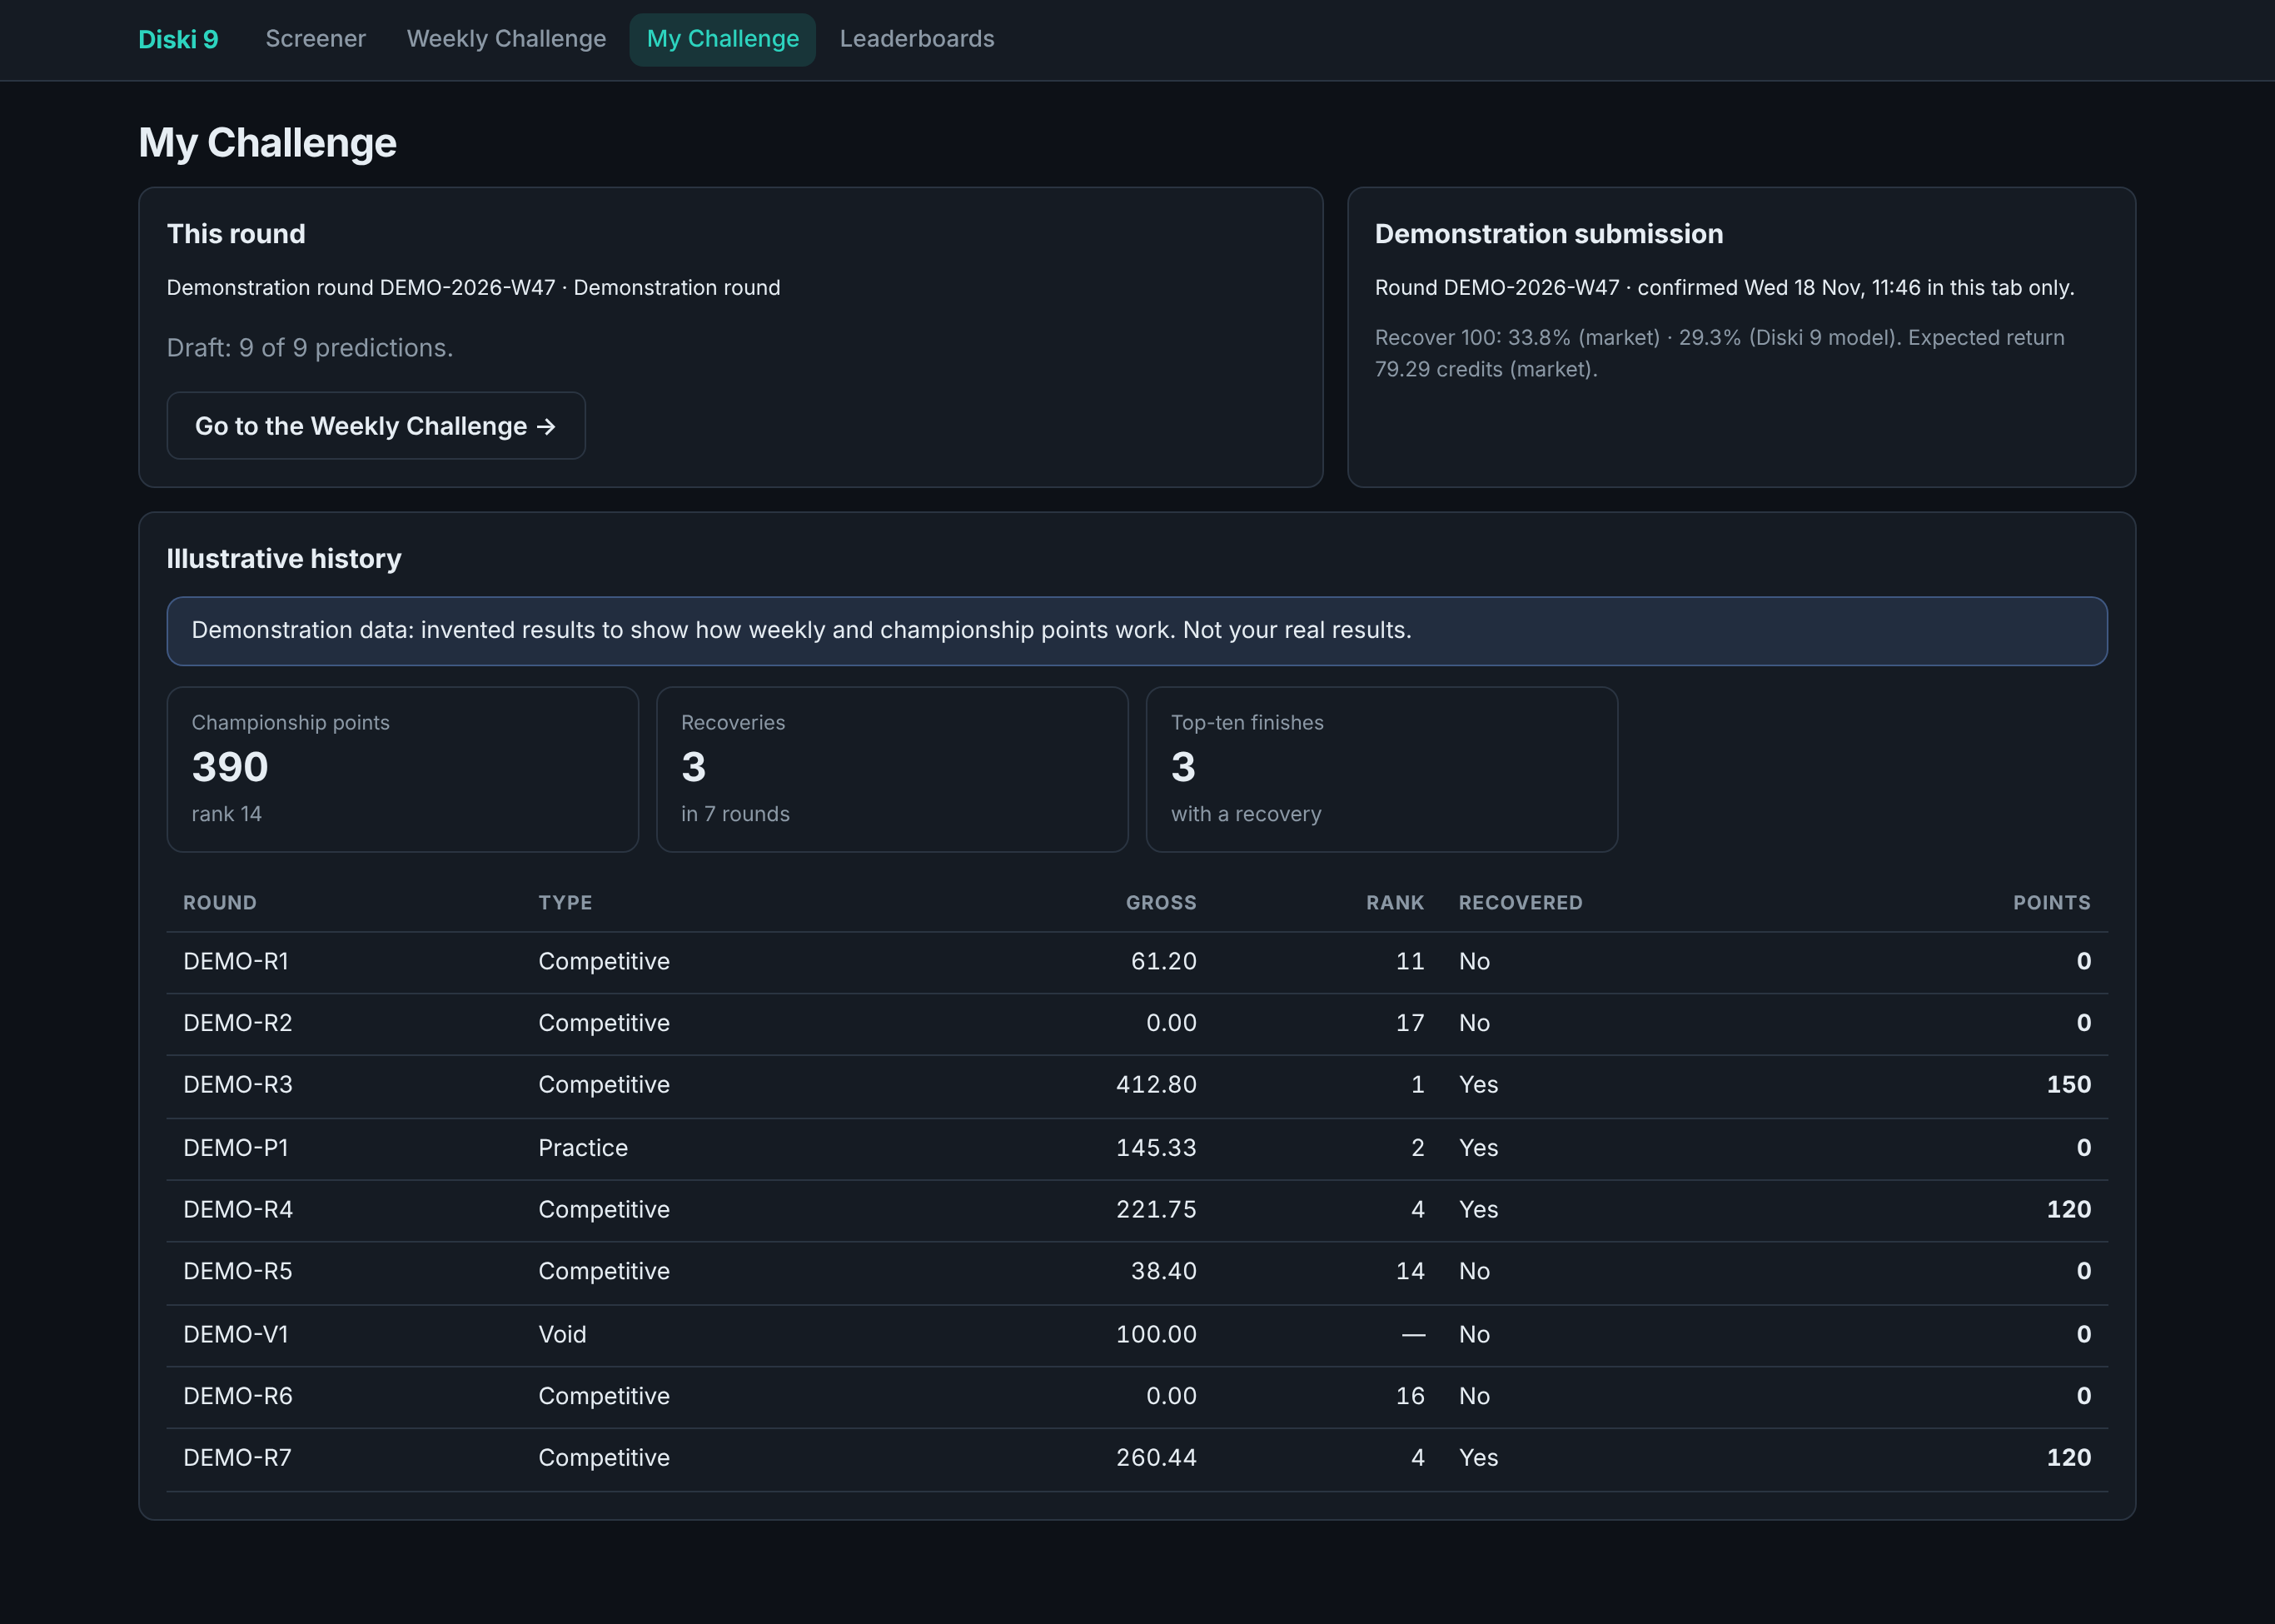 Diski 9 Screener Weekly Challenge My Challenge Leaderboards
My Challenge
This round
Demonstration round DEMO-2026-W47 · Demonstration round
Draft: 9 of 9 predictions.
Go to the Weekly Challenge →
Demonstration submission
Round DEMO-2026-W47 · confirmed Wed 18 Nov, 11:46 in this tab only.
Recover 100: 33.8% (market) · 29.3% (Diski 9 model). Expected return
79.29 credits (market).
Illustrative history
Demonstration data: invented results to show how weekly and championship points work. Not your real results.
Championship points
390
rank 14
Recoveries
3
in 7 rounds
Top-ten finishes
3
with a recovery
ROUND TYPE GROSS RANK RECOVERED POINTS
DEMO-R1 Competitive 61.20 11 No 0
DEMO-R2 Competitive 0.00 17 No 0
DEMO-R3 Competitive 412.80 1 Yes 150
DEMO-P1 Practice 145.33 2 Yes 0
DEMO-R4 Competitive 221.75 4 Yes 120
DEMO-R5 Competitive 38.40 14 No 0
DEMO-V1 Void 100.00 — No 0
DEMO-R6 Competitive 0.00 16 No 0
DEMO-R7 Competitive 260.44 4 Yes 120